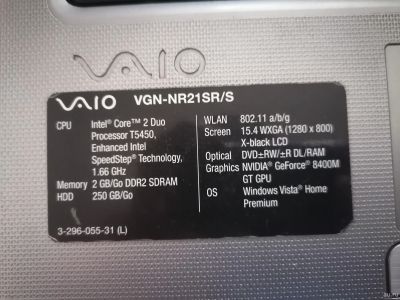 VAIO
VAIO VGN-NR21SR/S
CPU Intel® Core™ 2 Duo
Processor T5450,
Enhanced Intel
SpeedStep® Technology,
1.66 GHz
Memory 2 GB/Go DDR2 SDRAM
HDD 250 GB/Go
WLAN 802.11 a/b/g
Screen 15.4 WXGA (1280 x 800)
X-black LCD
Optical DVD±RW/±R DL/RAM
Graphics NVIDIA® GeForce® 8400M
GT GPU
OS Windows Vista® Home
Premium
3-296-055-31 (L)